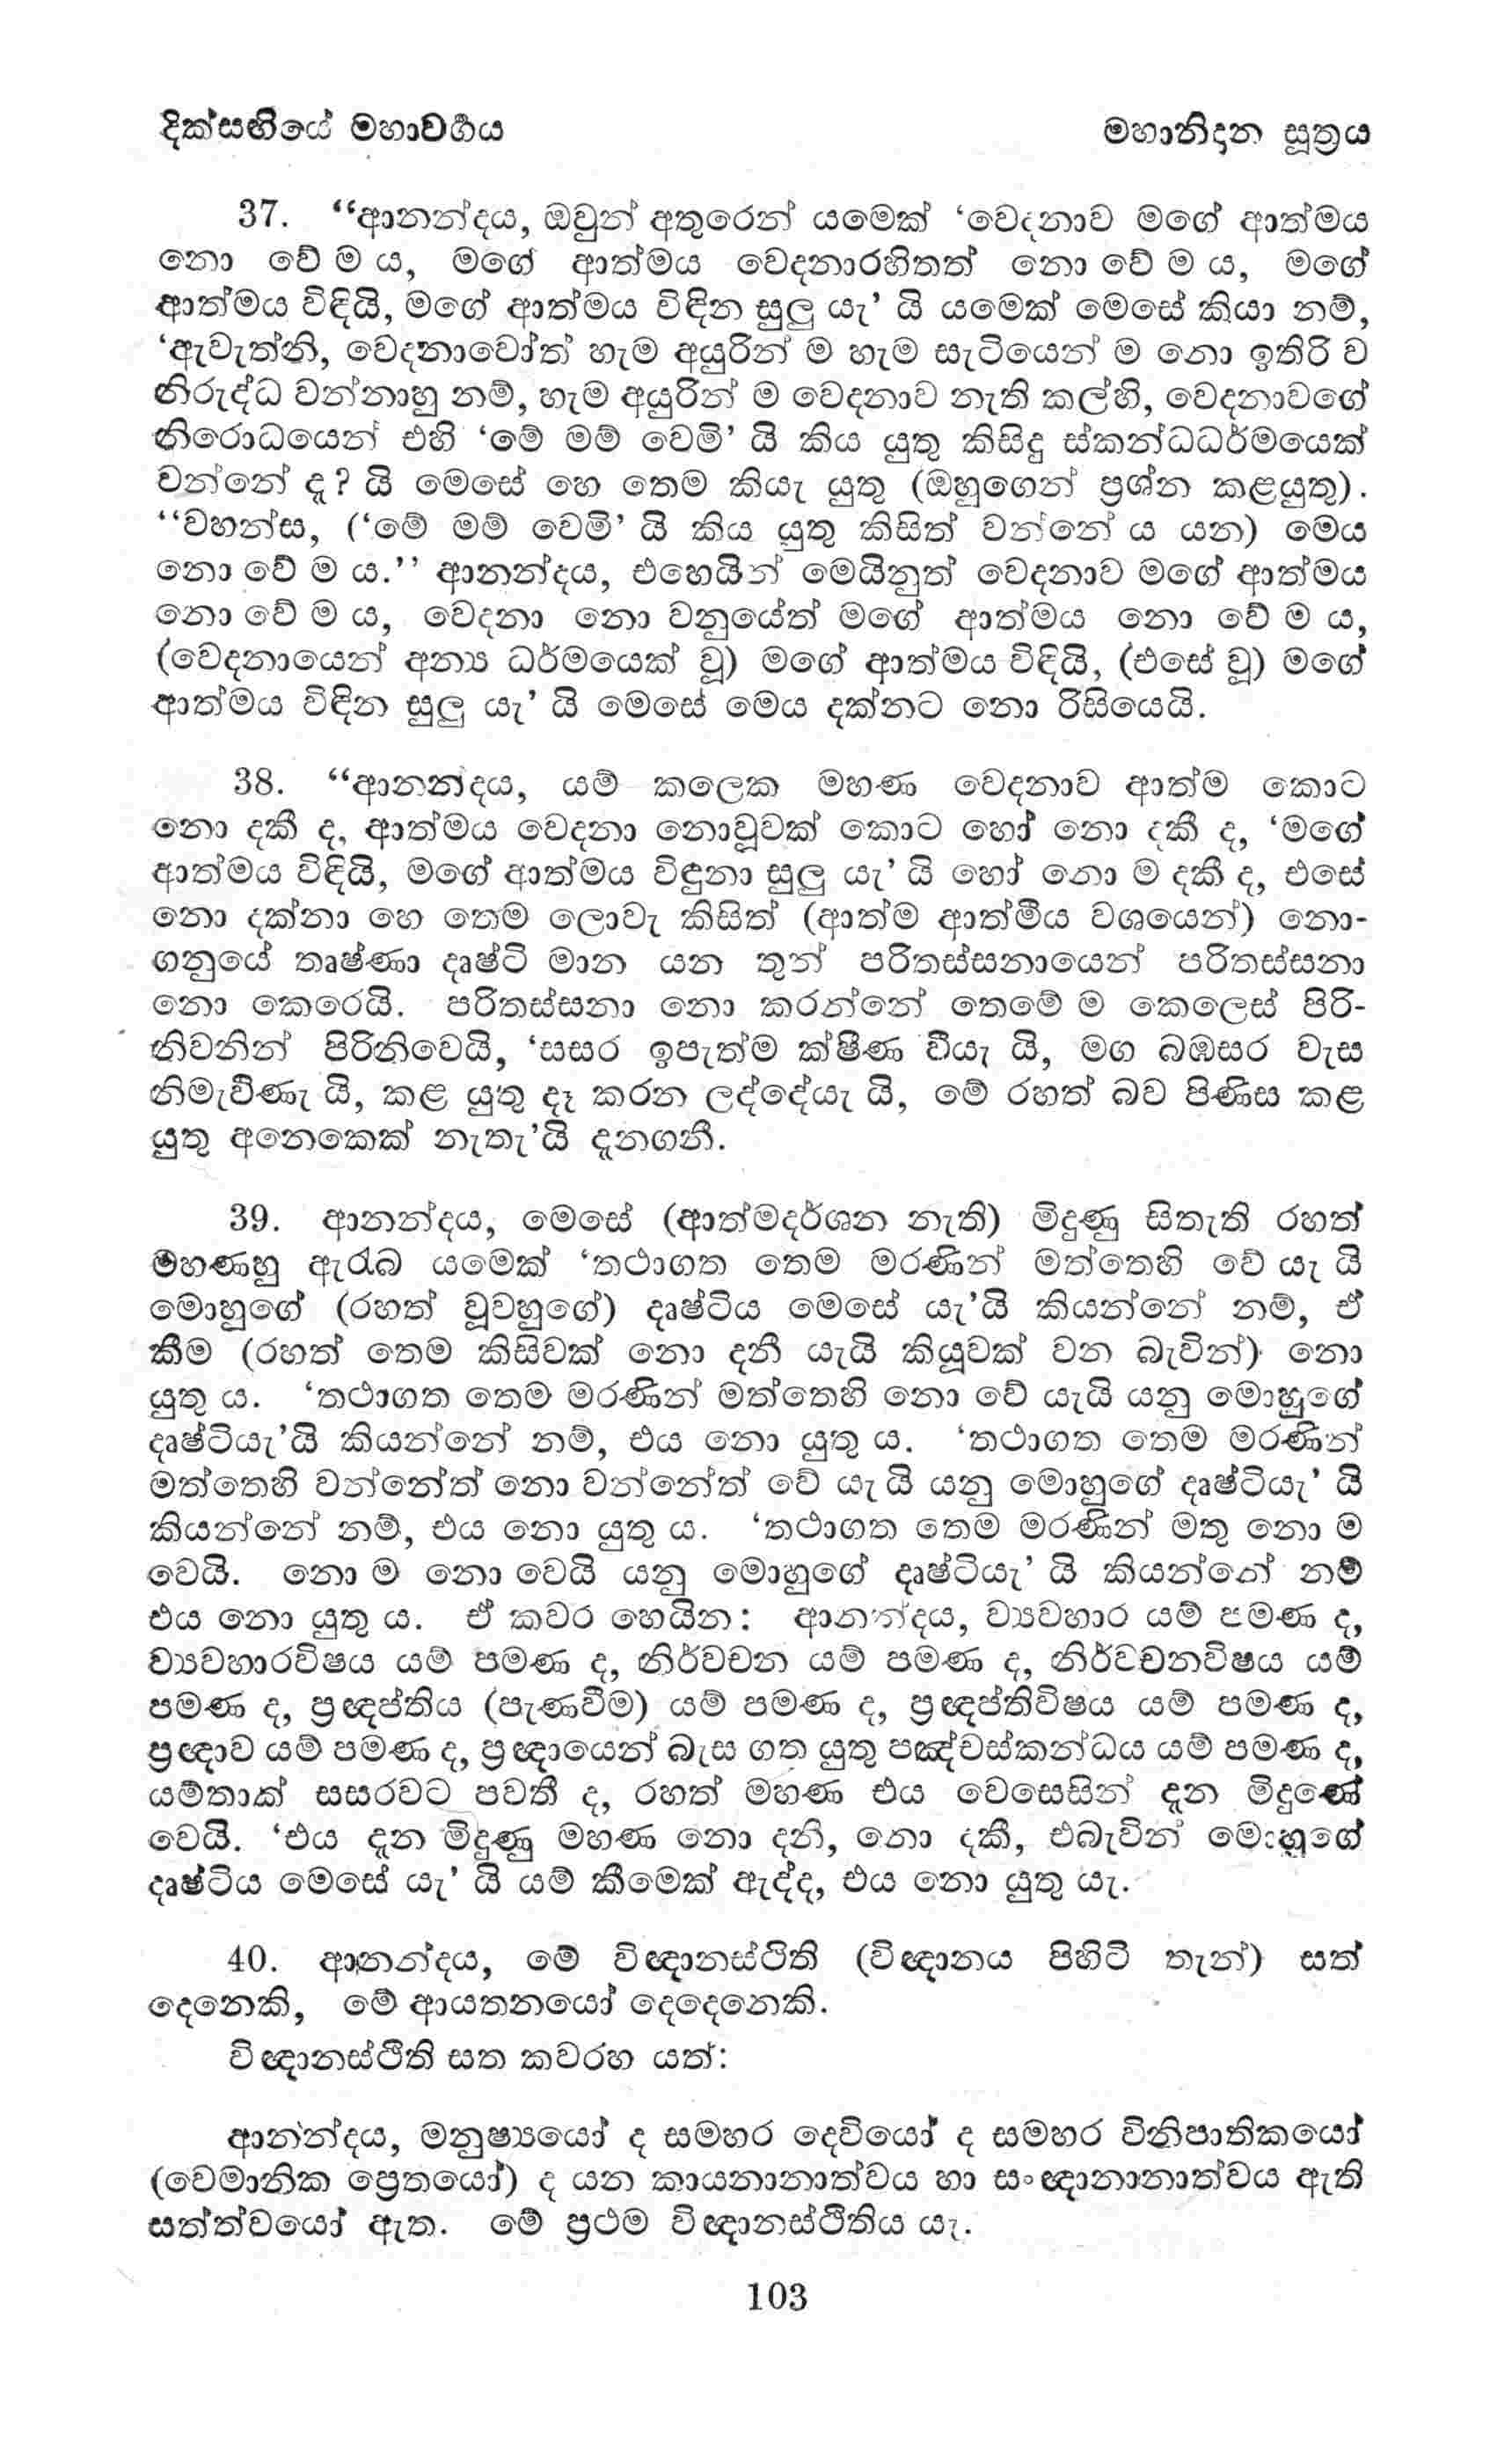 දික්සඟියේ මහාවර්‍ගය
මහානිදාන සූත්‍රය
37. “ආනන්දය, ඔවුන් අතුරෙන් යමෙක් ‘වෙදනාව මගේ ආත්මය
නො වේ ම ය, මගේ ආත්මය වෙදනාරහිතත් නො වේ ම ය, මගේ
ආත්මය විඳියි, මගේ ආත්මය විඳින සුලු යැ’ යි යමෙක් මෙසේ කියා නම්,
‘ඇවැත්නි, වෙදනාවෝත් හැම අයුරින් ම හැම සැටියෙන් ම නො ඉතිරි ව
නිරුද්ධ වන්නාහු නම්, හැම අයුරින් ම වෙදනාව නැති කල්හි, වෙදනාවගේ
නිරොධයෙන් එහි ‘මේ මම් වෙමි’ යි කිය යුතු කිසිදු ස්කන්ධධර්මයෙක්
වන්නේ දැ? යි මෙසේ හෙ තෙම කියැ යුතු (ඔහුගෙන් ප්‍රශ්න කළයුතු).
“වහන්ස, (‘මේ මම් වෙමි’ යි කිය යුතු කිසිත් වන්නේ ය යන) මෙය
නො වේ ම ය.’’ ආනන්දය, එහෙයින් මෙයිනුත් වෙදනාව මගේ ආත්මය
නො වේ ම ය, වෙදනා නො වනුයේත් මගේ ආත්මය නො වේ ම ය,
(වෙදනායෙන් අන්‍ය ධර්මයෙක් වූ) මගේ ආත්මය විඳියි, (එසේ වූ) මගේ
ආත්මය විඳින සුලු යැ’ යි මෙසේ මෙය දක්නට නො රිසියෙයි.
38. “ආනන්දය, යම් කලෙක මහණ වෙදනාව ආත්ම කොට
නො දකී ද, ආත්මය වෙදනා නොවූවක් කොට හෝ නො දකී ද, ‘මගේ
ආත්මය විඳියි, මගේ ආත්මය විඳුනා සුලු යැ’ යි හෝ නො ම දකී ද, එසේ
නො දක්නා හෙ තෙම ලොවැ කිසිත් (ආත්ම ආත්මීය වශයෙන්) නො-
ගනුයේ තෘෂ්ණා දෘෂ්ටි මාන යන තුන් පරිතස්සනායෙන් පරිතස්සනා
නො කෙරෙයි. පරිතස්සනා නො කරන්නේ තෙමේ ම කෙලෙස් පිරි-
නිවනින් පිරිනිවෙයි, ‘සසර ඉපැත්ම ක්ෂීණ වීයැ යි, මග බඹසර වැස
නිමැවිණැ යි, කළ යුතු දෑ කරන ලද්දේයැ යි, මේ රහත් බව පිණිස කළ
යුතු අනෙකෙක් නැතැ’යි දැනගනී.
39. ආනන්දය, මෙසේ (ආත්මදර්ශන නැති) මිදුණු සිතැති රහත්
මහණහු ඇරැබ යමෙක් ‘තථාගත තෙම මරණින් මත්තෙහි වේ යැ යි
මොහුගේ (රහත් වූවහුගේ) දෘෂ්ටිය මෙසේ යැ’යි කියන්නේ නම්, ඒ
කීම (රහත් තෙම කිසිවක් නො දනී යැයි කියූවක් වන බැවින්) නො
යුතු ය. ‘තථාගත තෙම මරණින් මත්තෙහි නො වේ යැයි යනු මොහුගේ
දෘෂ්ටියැ’යි කියන්නේ නම්, එය නො යුතු ය. ‘තථාගත තෙම මරණින්
මත්තෙහි වන්නේත් නො වන්නේත් වේ යැ යි යනු මොහුගේ දෘෂ්ටියැ’ යි
කියන්නේ නම්, එය නො යුතු ය. ‘තථාගත තෙම මරණින් මතු නො ම
වෙයි. නො ම නො වෙයි යනු මොහුගේ දෘෂ්ටියැ’ යි කියන්නේ නම්
එය නො යුතු ය. ඒ කවර හෙයින: ආනන්දය, ව්‍යවහාර යම් පමණ ද,
ව්‍යවහාරවිෂය යම් පමණ ද, නිර්වචන යම් පමණ ද, නිර්වචනවිෂය යම්
පමණ ද, ප්‍රඥප්තිය (පැණවීම) යම් පමණ ද, ප්‍රඥප්තිවිෂය යම් පමණ ද,
ප්‍රඥාව යම් පමණ ද, ප්‍රඥායෙන් බැස ගත යුතු පඤ්චස්කන්ධය යම් පමණ ද,
යම්තාක් සසරවට පවතී ද, රහත් මහණ එය වෙසෙසින් දැන මිදුණේ
වෙයි. ‘එය දැන මිදුණු මහණ නො දනී, නො දකී, එබැවින් මොහුගේ
දෘෂ්ටිය මෙසේ යැ’ යි යම් කීමෙක් ඇද්ද, එය නො යුතු යැ.
40. ආනන්දය, මේ විඥානස්ථිති (විඥානය පිහිටි තැන්) සත්
දෙනෙකි, මේ ආයතනයෝ දෙදෙනෙකි.
විඥානස්ථිති සත කවරහ යත්:
ආනන්දය, මනුෂ්‍යයෝ ද සමහර දෙවියෝ ද සමහර විනිපාතිකයෝ
(වෙමානික ප්‍රෙතයෝ) ද යන කායනානාත්වය හා සංඥානානාත්වය ඇති
සත්ත්වයෝ ඇත. මේ ප්‍රථම විඥානස්ථිතිය යැ.
103